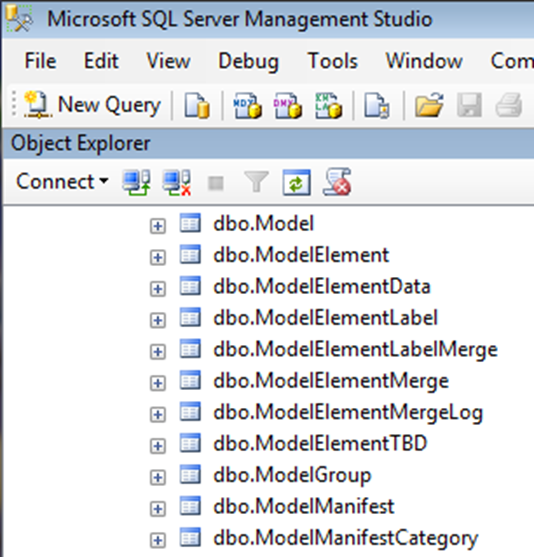 Microsoft SQL Server Management Studio
File Edit View Debug Tools Window Com
New Query MDX DMX
Object Explorer
Connect
dbo.Model
dbo.ModelElement
dbo.ModelElementData
dbo.ModelElementLabel
dbo.ModelElementLabelMerge
dbo.ModelElementMerge
dbo.ModelElementMergeLog
dbo.ModelElementTBD
dbo.ModelGroup
dbo.ModelManifest
dbo.ModelManifestCategory